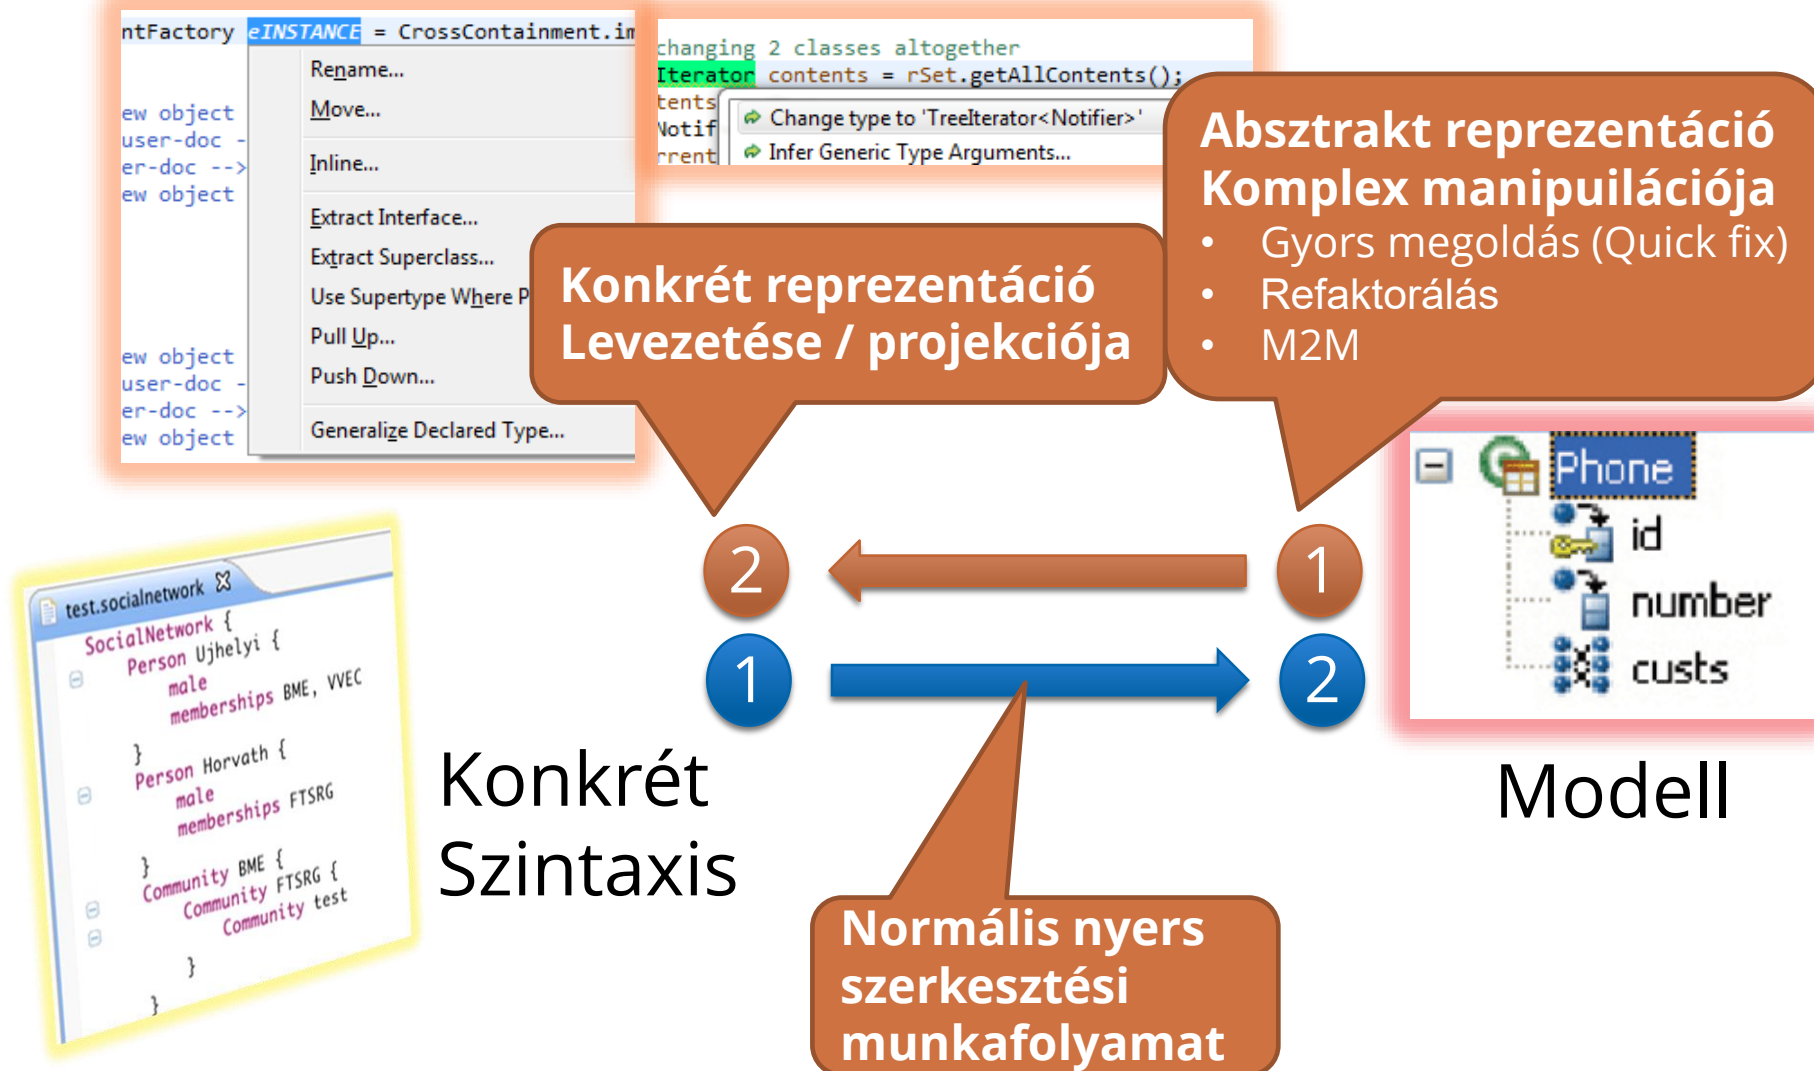 ntFactory eINSTANCE = CrossContainment.im
Rename...
Move...
Inline...
Extract Interface...
Extract Superclass...
Use Supertype Where P
Pull Up...
Push Down...
Generalize Declared Type...
ew object
user-doc -
er-doc -->
ew object
ew object
user-doc -
er-doc -->
ew object
changing 2 classes altogether
Iterator contents = rSet.getAllContents();
tents
Notif
rrent
Change type to 'TreeIterator<Notifier>'
Infer Generic Type Arguments...
Absztrakt reprezentáció
Komplex manipuilációja
• Gyors megoldás (Quick fix)
• Refaktorálás
• M2M
Konkrét reprezentáció
Levezetése / projekciója
2
1
1
2
Phone
id
number
custs
test.socialnetwork
SocialNetwork {
Person Ujhelyi {
male
memberships BME, VVEC
}
Person Horvath {
male
memberships FTSRG
}
Community BME {
Community FTSRG {
Community test
}
}
Konkrét
Szintaxis
Modell
Normális nyers
szerkesztési
munkafolyamat